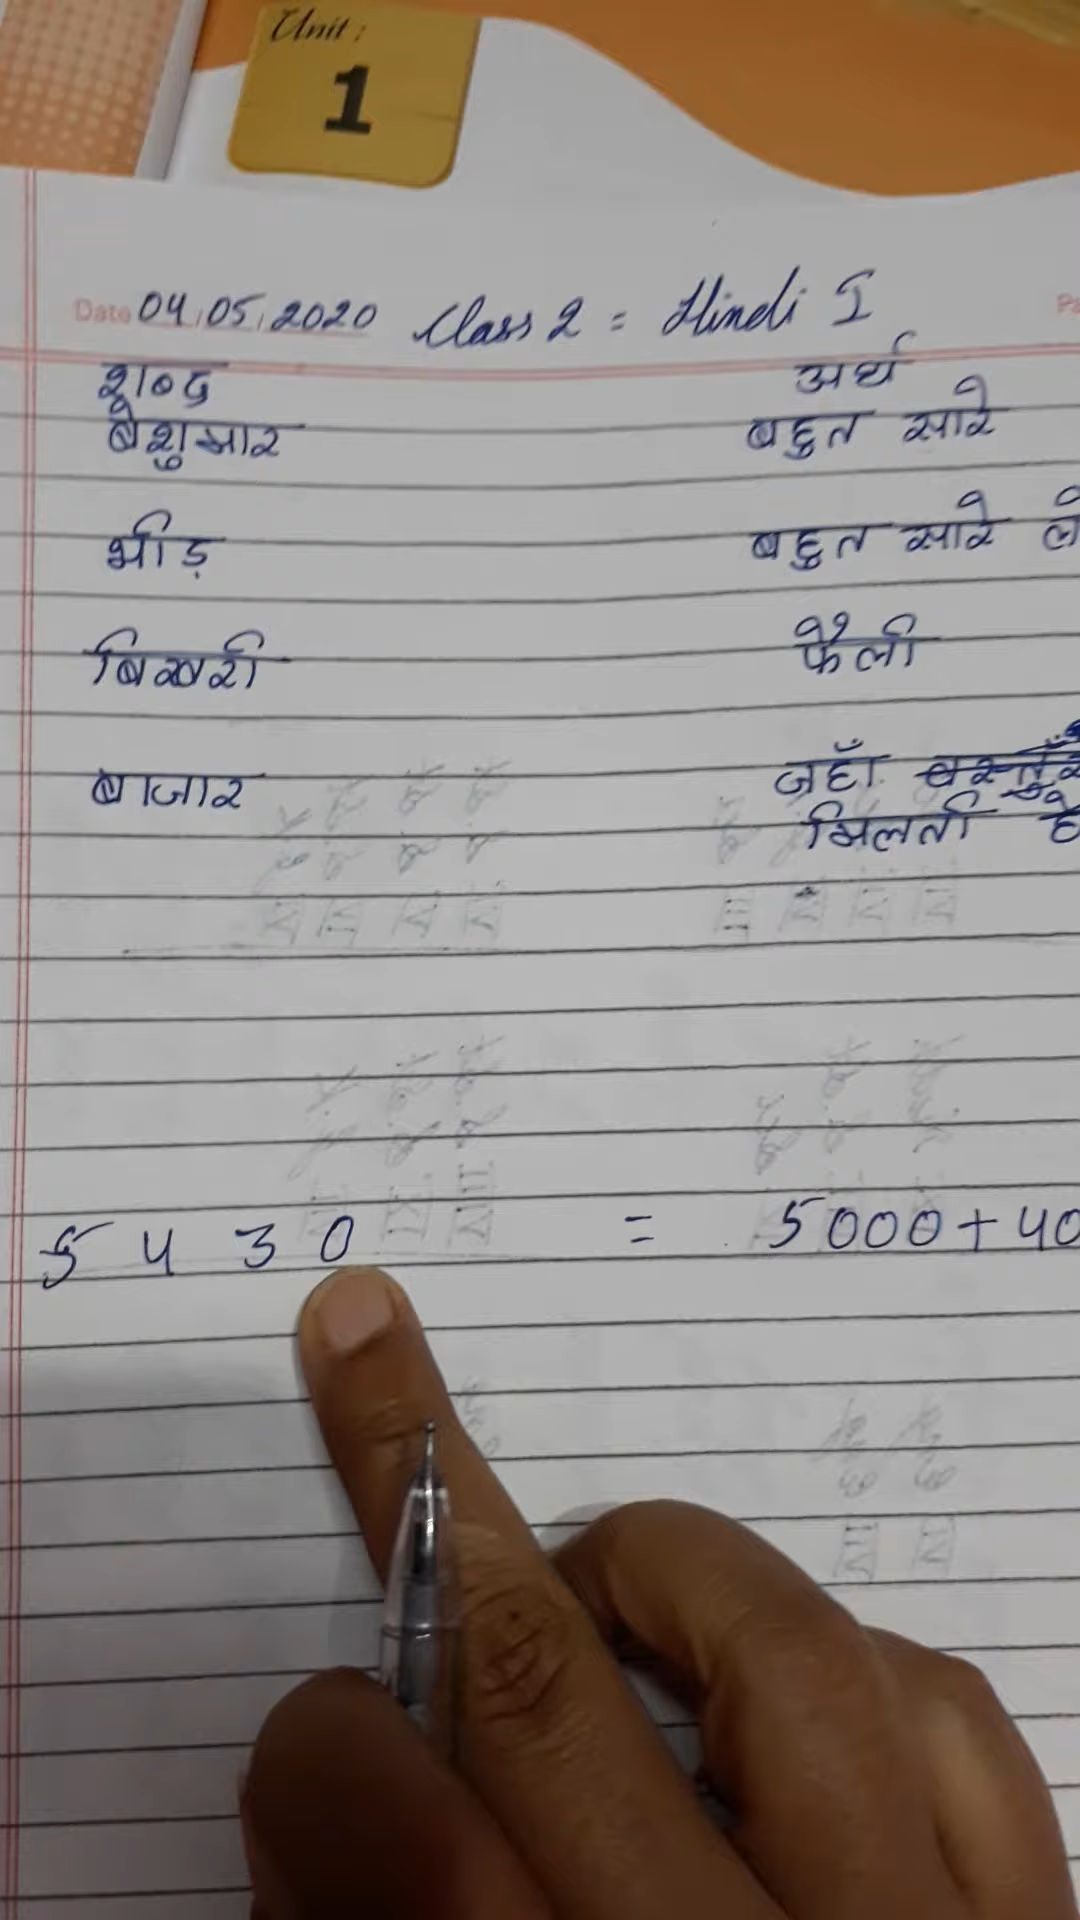 Unit :
1
Date 04.05.2020 Class 2 = Hindi I
शब्द अर्थ
बेशुमार बहुत सारे
भीड़ बहुत सारे लो
बिखरी फैली
बाजार जहाँ
मिलती है
5 4 3 0 = 5000 + 40